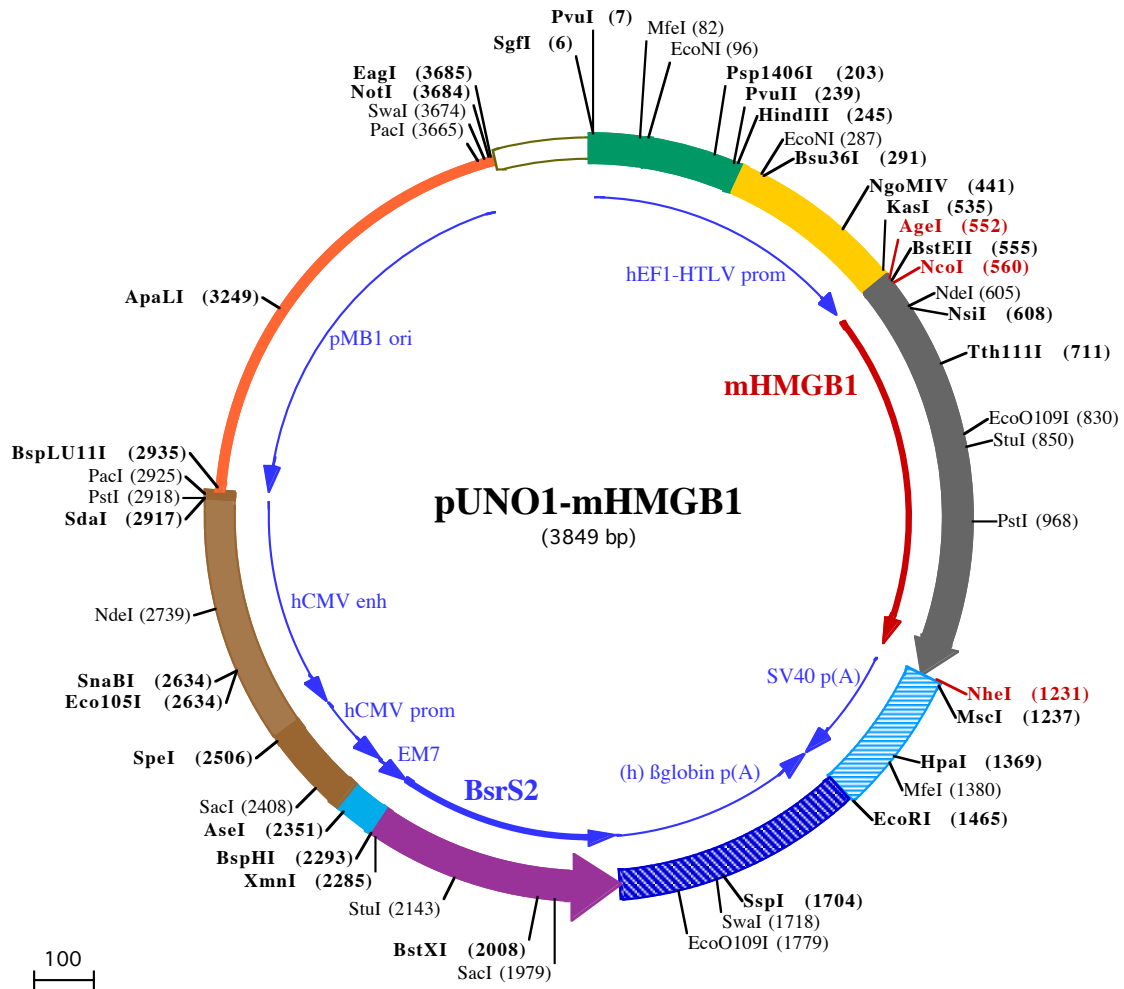 PvuI (7)
SgfI (6)
MfeI (82)
EcoNI (96)
Psp1406I (203)
PvuII (239)
HindIII (245)
EcoNI (287)
Bsu36I (291)
NgoMIV (441)
KasI (535)
AgeI (552)
BstEII (555)
NcoI (560)
NdeI (605)
NsiI (608)
Tth111I (711)
EcoO109I (830)
StuI (850)
PstI (968)
NheI (1231)
MscI (1237)
HpaI (1369)
MfeI (1380)
EcoRI (1465)
SspI (1704)
SwaI (1718)
EcoO109I (1779)
SacI (1979)
BstXI (2008)
StuI (2143)
XmnI (2285)
BspHI (2293)
AseI (2351)
SacI (2408)
SpeI (2506)
Eco105I (2634)
SnaBI (2634)
NdeI (2739)
SdaI (2917)
PstI (2918)
PacI (2925)
BspLU11I (2935)
ApaLI (3249)
PacI (3665)
SwaI (3674)
NotI (3684)
EagI (3685)
hEF1-HTLV prom
mHMGB1
SV40 p(A)
(h) ßglobin p(A)
BsrS2
EM7
hCMV prom
hCMV enh
pMB1 ori
pUNO1-mHMGB1
(3849 bp)
100